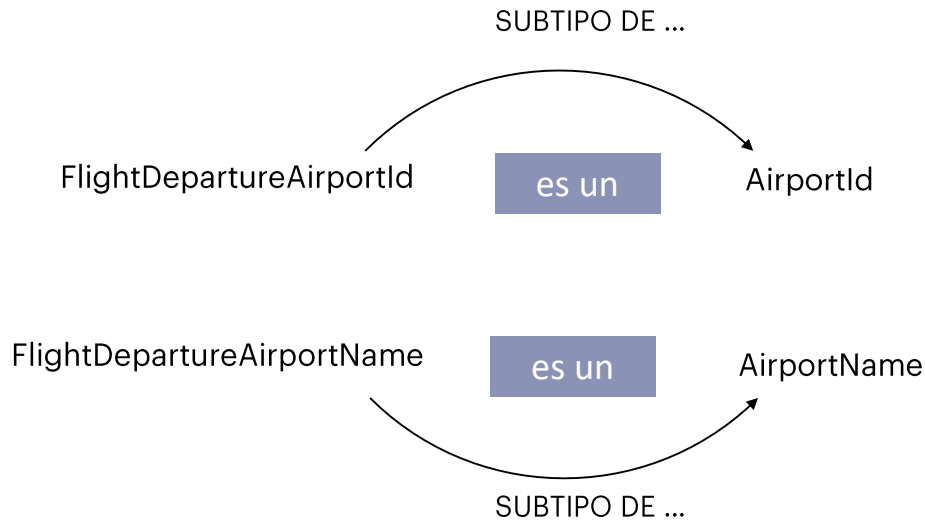 SUBTIPO DE ...
FlightDepartureAirportId
es un
AirportId
FlightDepartureAirportName
es un
AirportName
SUBTIPO DE ...